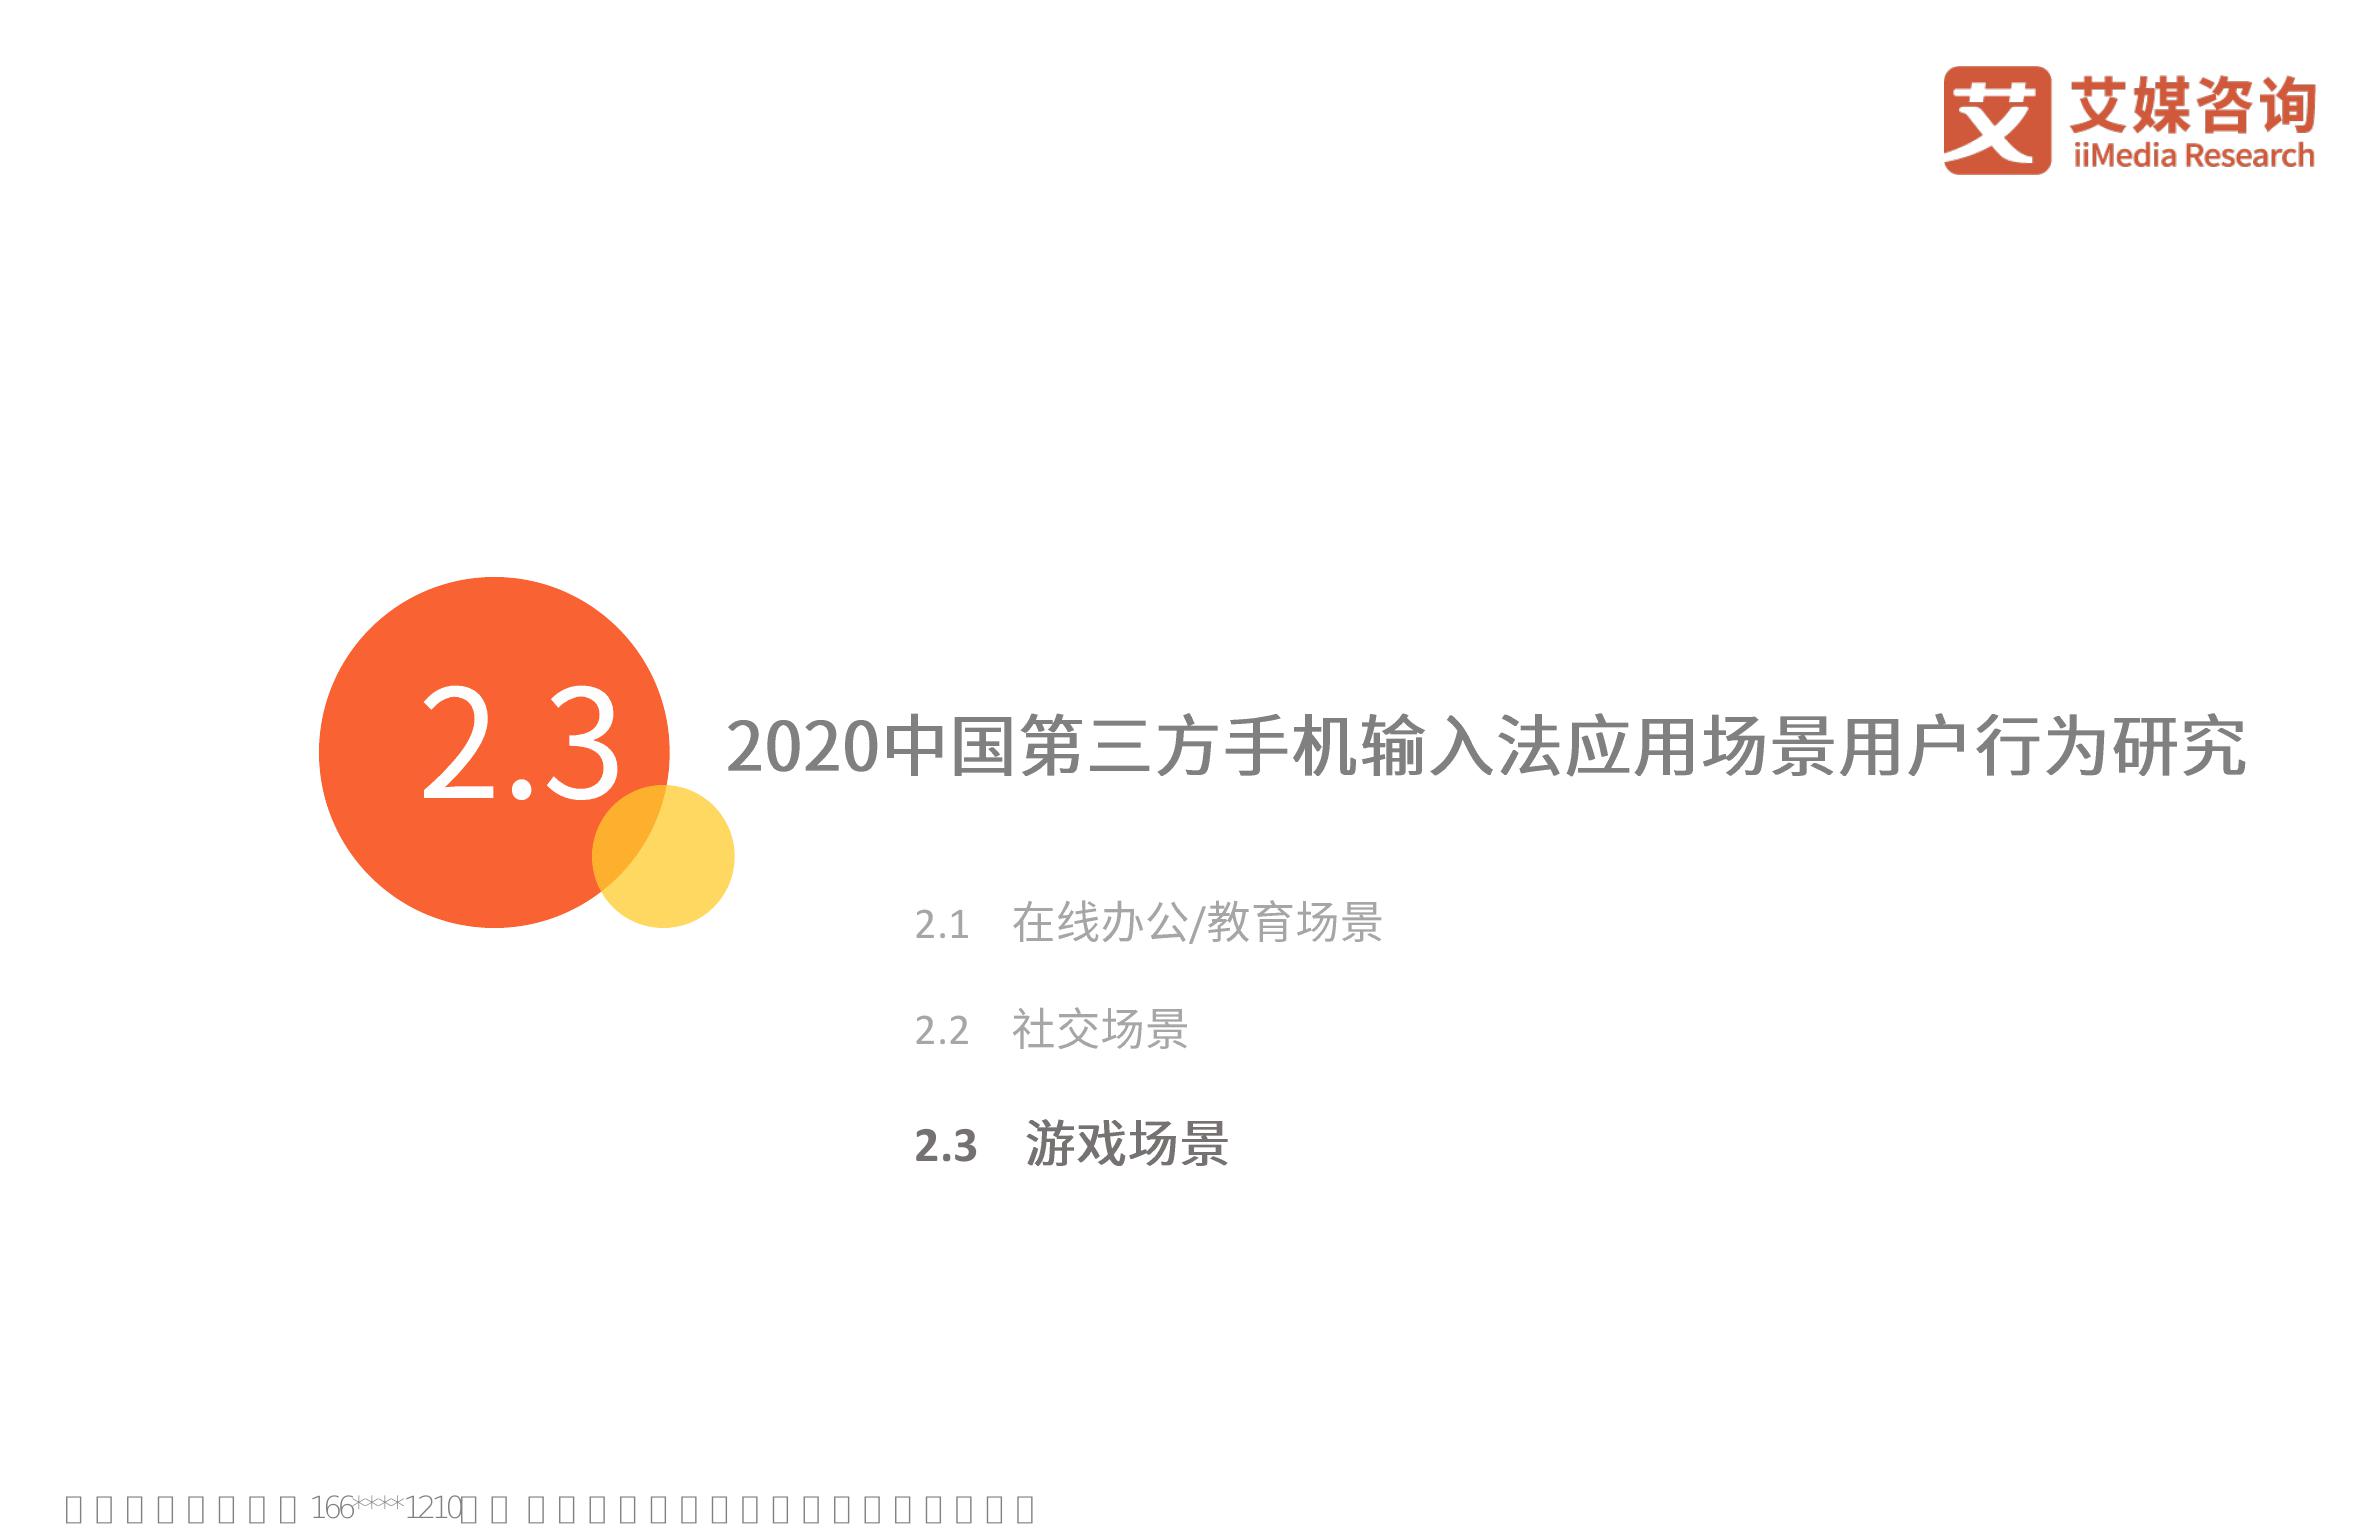 艾 艾媒咨询
iiMedia Research
2.3
2020中国第三方手机输入法应用场景用户行为研究
2.1 在线办公/教育场景
2.2 社交场景
2.3 游戏场景
166****1210